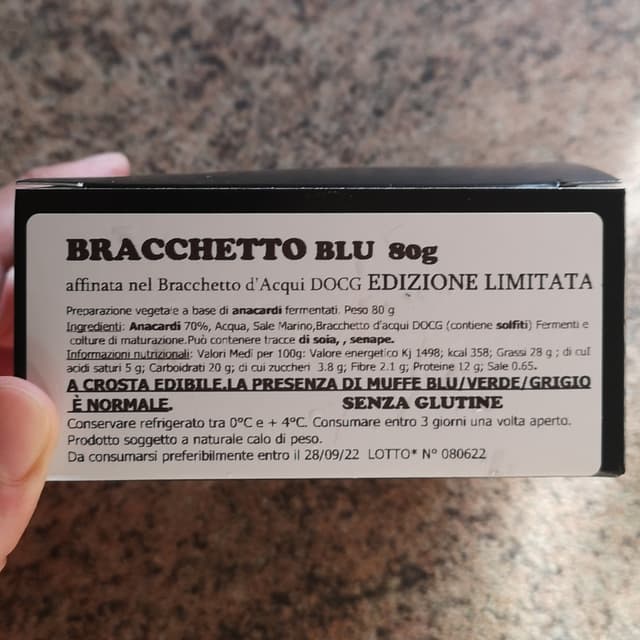 BRACCHETTO BLU 80g
affinata nel Bracchetto d'Acqui DOCG EDIZIONE LIMITATA
Preparazione vegetale a base di anacardi fermentati. Peso 80 g
Ingredienti: Anacardi 70%, Acqua, Sale Marino,Bracchetto d'acqui DOCG (contiene solfiti) Fermenti e
colture di maturazione.Può contenere tracce di soia, , senape.
Informazioni nutrizionali: Valori Medi per 100g: Valore energetico Kj 1498; kcal 358; Grassi 28 g ; di cui
acidi saturi 5 g; Carboidrati 20 g; di cui zuccheri 3.8 g; Fibre 2.1 g; Proteine 12 g; Sale 0.65.
A CROSTA EDIBILE.LA PRESENZA DI MUFFE BLU/VERDE/GRIGIO
È NORMALE. SENZA GLUTINE
Conservare refrigerato tra 0°C e + 4°C. Consumare entro 3 giorni una volta aperto.
Prodotto soggetto a naturale calo di peso.
Da consumarsi preferibilmente entro il 28/09/22 LOTTO* N° 080622